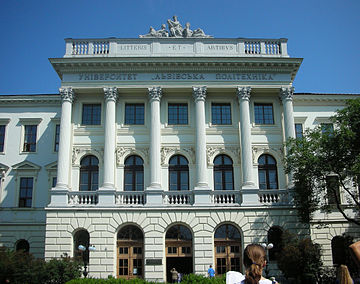 LITTERIS · ET · ARTIBUS
УНІВЕРСИТЕТ "ЛЬВІВСЬКА ПОЛІТЕХНІКА"